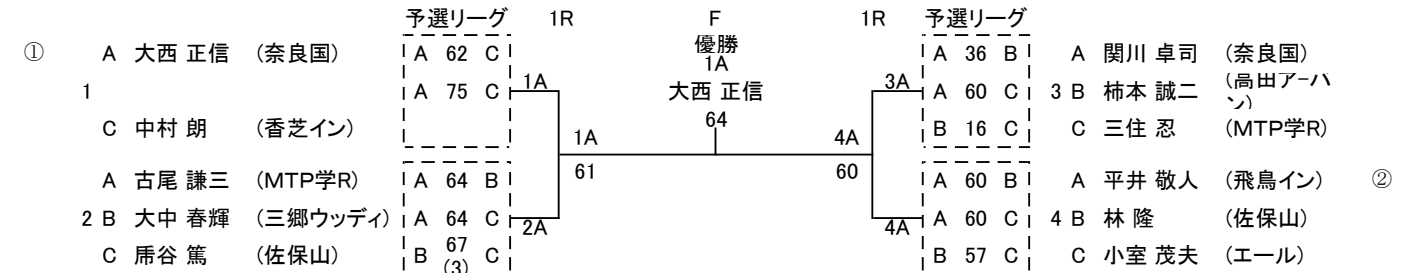 予選リーグ 1R F 1R 予選リーグ
① A 大西 正信 (奈良国) A 62 C 優勝 A 36 B A 関川 卓司 (奈良国)
1A
1 A 75 C 1A 大西 正信 3A A 60 C 3 B 柿本 誠二 (高田アーバン)
C 中村 朗 (香芝イン) 64 B 16 C C 三住 忍 (MTP学R)
1A 4A
A 古尾 謙三 (MTP学R) A 64 B 61 60 A 60 B A 平井 敬人 (飛鳥イン) ②
2 B 大中 春輝 (三郷ウッディ) A 64 C 2A 4A A 60 C 4 B 林 隆 (佐保山)
C 谷 篤 (佐保山) B 67 (3) C B 57 C C 小室 茂夫 (エール)